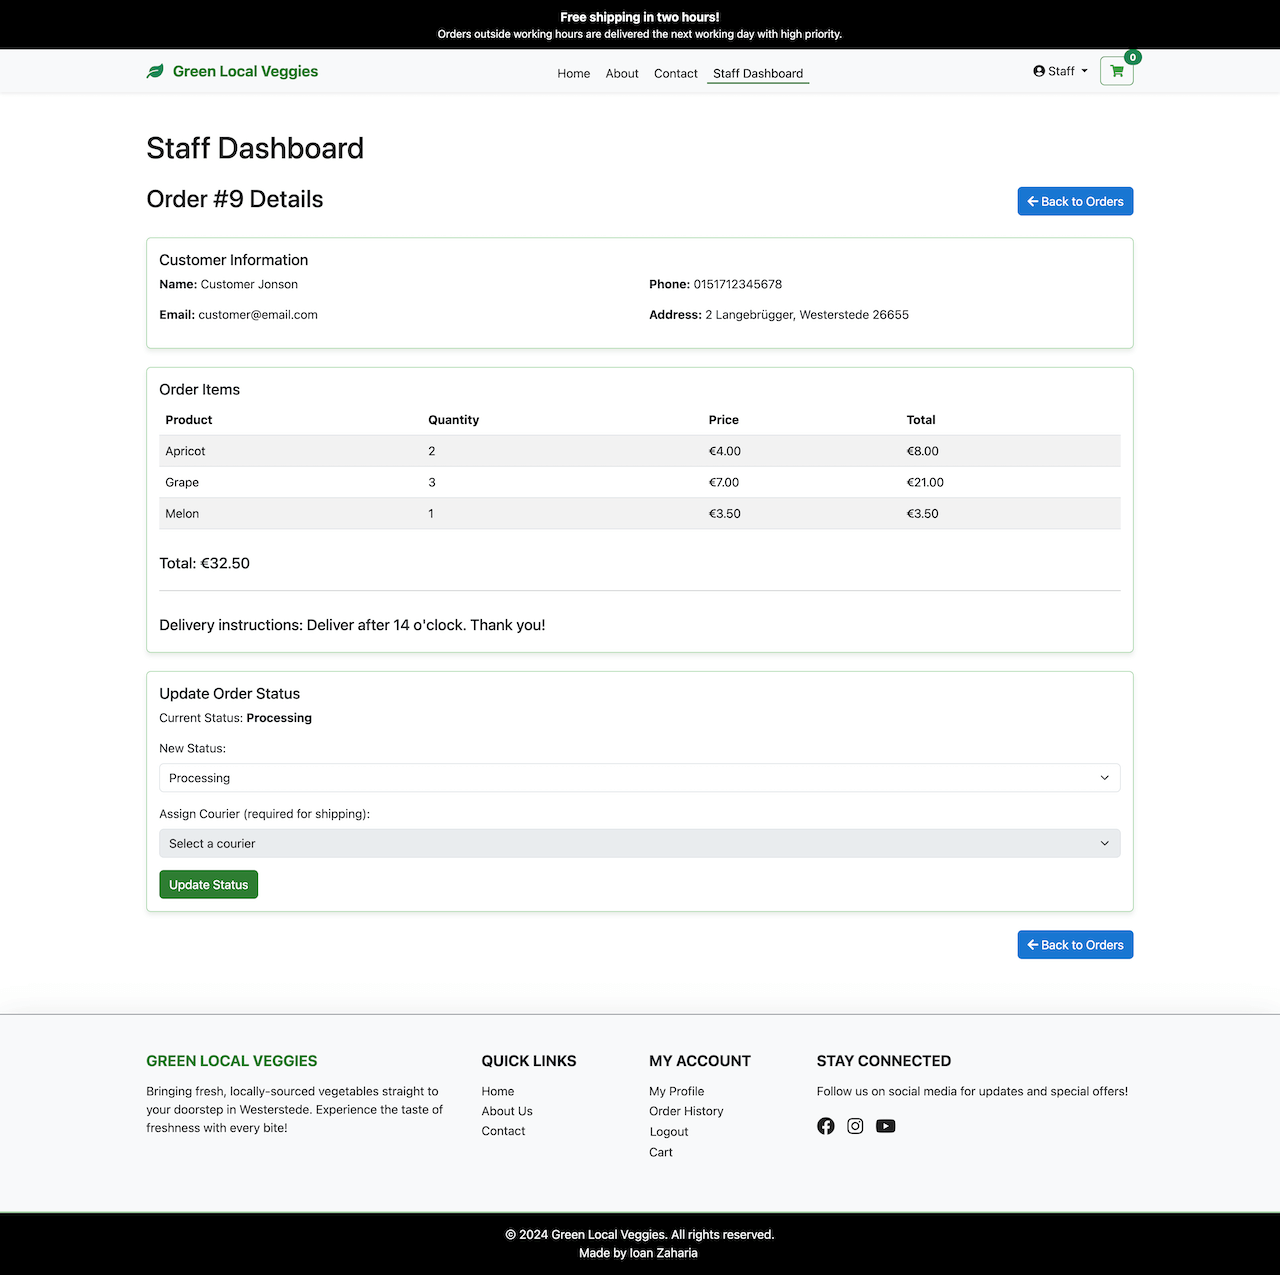 Free shipping in two hours!
Orders outside working hours are delivered the next working day with high priority.
Green Local Veggies
Home About Contact Staff Dashboard
Staff
0
Staff Dashboard
Order #9 Details
Back to Orders
Customer Information
Name: Customer Jonson
Phone: 0151712345678
Email: customer@email.com
Address: 2 Langebrügger, Westerstede 26655
Order Items
Product Quantity Price Total
Apricot 2 €4.00 €8.00
Grape 3 €7.00 €21.00
Melon 1 €3.50 €3.50
Total: €32.50
Delivery instructions: Deliver after 14 o'clock. Thank you!
Update Order Status
Current Status: Processing
New Status:
Processing
Assign Courier (required for shipping):
Select a courier
Update Status
Back to Orders
GREEN LOCAL VEGGIES
Bringing fresh, locally-sourced vegetables straight to
your doorstep in Westerstede. Experience the taste of
freshness with every bite!
QUICK LINKS
Home
About Us
Contact
MY ACCOUNT
My Profile
Order History
Logout
Cart
STAY CONNECTED
Follow us on social media for updates and special offers!
© 2024 Green Local Veggies. All rights reserved.
Made by Ioan Zaharia